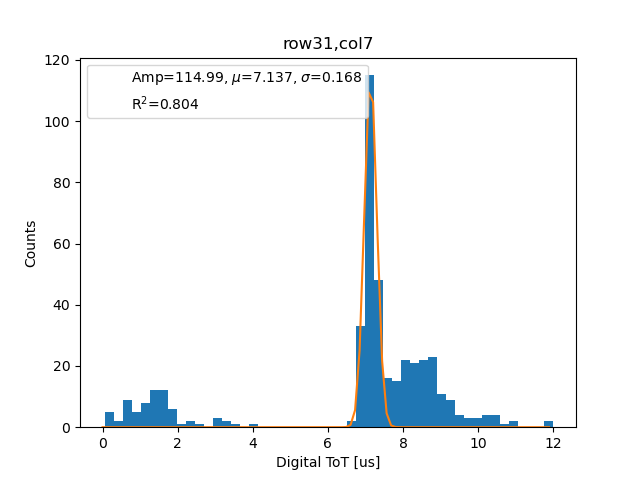 row31,col7
Amp=114.99, μ=7.137, σ=0.168
R²=0.804
120
100
80
60
40
20
0
Counts
0 2 4 6 8 10 12
Digital ToT [us]